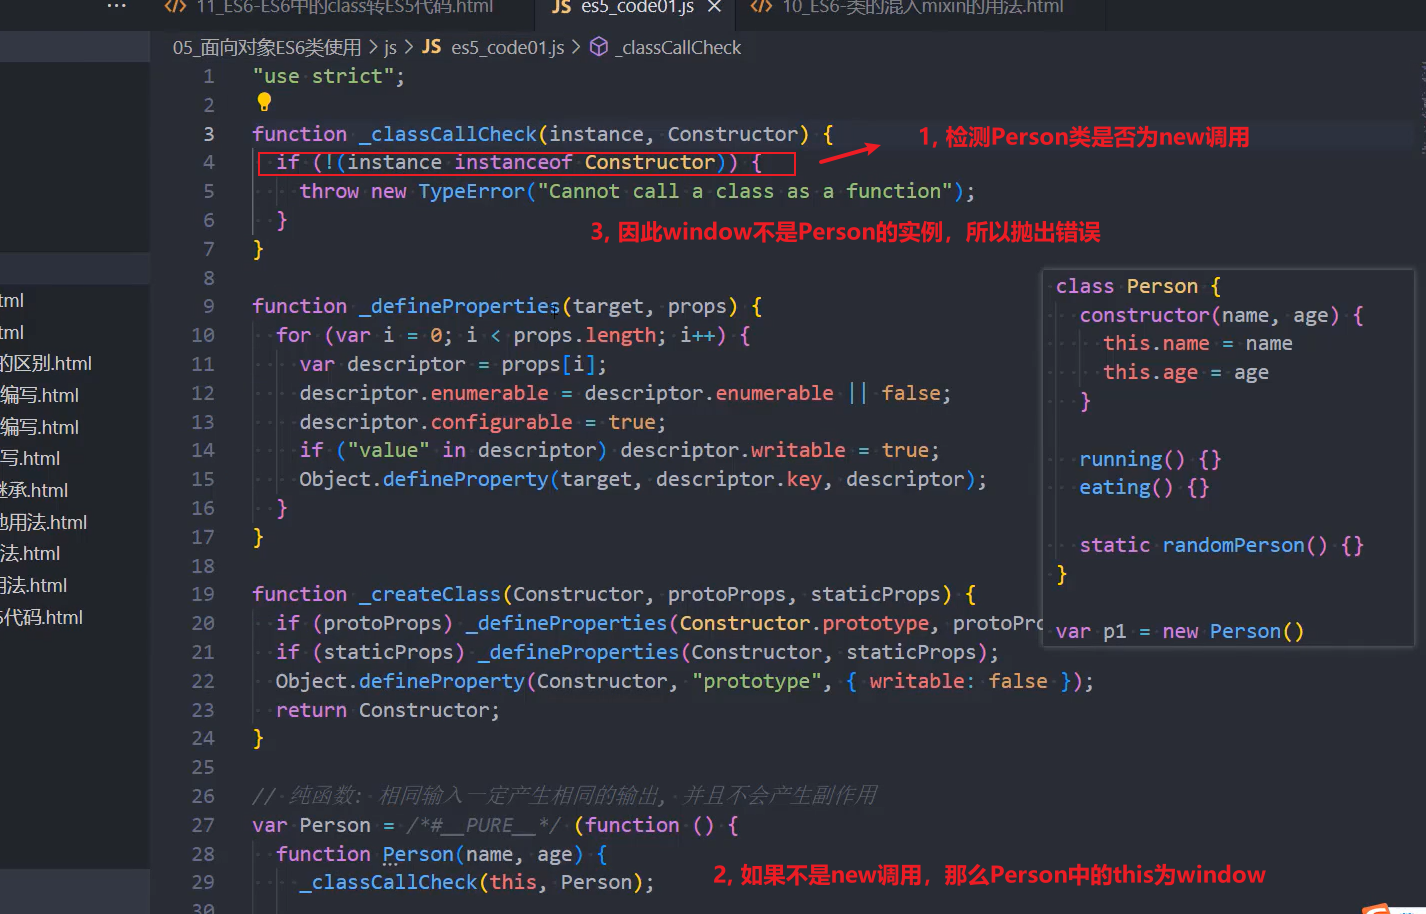 11_ES6-ES6中的class转ES5代码.html
JS es5_code01.js ×
10_ES6-类的混入mixin的用法.html
05_面向对象ES6类使用 > js > JS es5_code01.js > _classCallCheck
1 "use strict";
2
3 function _classCallCheck(instance, Constructor) {
1, 检测Person类是否为new调用
4 if (!(instance instanceof Constructor)) {
5 throw new TypeError("Cannot call a class as a function");
6 }
3, 因此window不是Person的实例，所以抛出错误
7 }
8
9 function _defineProperties(target, props) {
10 for (var i = 0; i < props.length; i++) {
11 var descriptor = props[i];
12 descriptor.enumerable = descriptor.enumerable || false;
13 descriptor.configurable = true;
14 if ("value" in descriptor) descriptor.writable = true;
15 Object.defineProperty(target, descriptor.key, descriptor);
16 }
17 }
18
19 function _createClass(Constructor, protoProps, staticProps) {
20 if (protoProps) _defineProperties(Constructor.prototype, protoPro
21 if (staticProps) _defineProperties(Constructor, staticProps);
22 Object.defineProperty(Constructor, "prototype", { writable: false });
23 return Constructor;
24 }
25
26 // 纯函数: 相同输入一定产生相同的输出, 并且不会产生副作用
27 var Person = /*#__PURE__*/ (function () {
28 function Person(name, age) {
29 _classCallCheck(this, Person);
2, 如果不是new调用，那么Person中的this为window
30
class Person {
constructor(name, age) {
this.name = name
this.age = age
}
running() {}
eating() {}
static randomPerson() {}
}
var p1 = new Person()
tml
tml
的区别.html
编写.html
编写.html
写.html
继承.html
他用法.html
法.html
用法.html
5代码.html